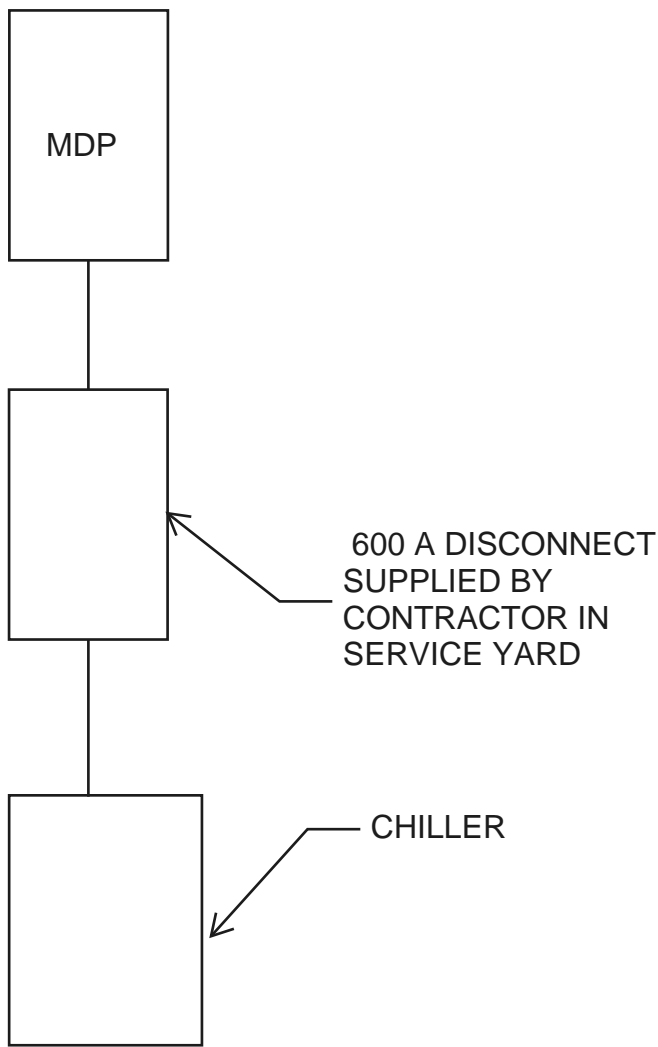 MDP
600 A DISCONNECT
SUPPLIED BY
CONTRACTOR IN
SERVICE YARD
CHILLER